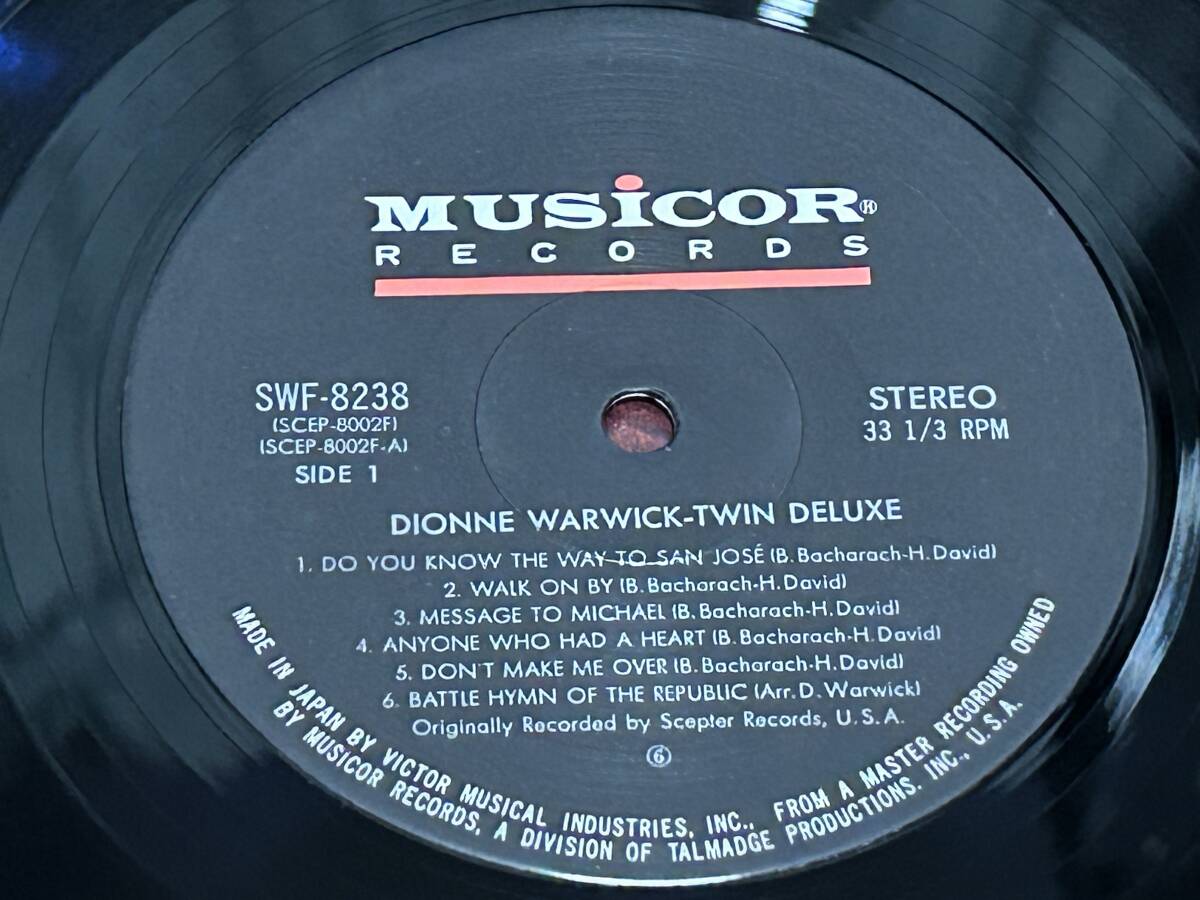 MUSiCOR®
RECORDS
SWF-8238
(SCEP-8002F)
(SCEP-8002F-A)
SIDE 1
STEREO
33 1/3 RPM
DIONNE WARWICK-TWIN DELUXE
1. DO YOU KNOW THE WAY TO SAN JOSÉ (B. Bacharach-H. David)
2. WALK ON BY (B. Bacharach-H. David)
3. MESSAGE TO MICHAEL (B. Bacharach-H. David)
4. ANYONE WHO HAD A HEART (B. Bacharach-H. David)
5. DON'T MAKE ME OVER (B. Bacharach-H. David)
6. BATTLE HYMN OF THE REPUBLIC (Arr. D. Warwick)
Originally Recorded by Scepter Records, U.S.A.
⑥
MADE IN JAPAN BY VICTOR MUSICAL INDUSTRIES, INC., FROM A MASTER RECORDING OWNED
BY MUSICOR RECORDS, A DIVISION OF TALMADGE PRODUCTIONS, INC., U.S.A.